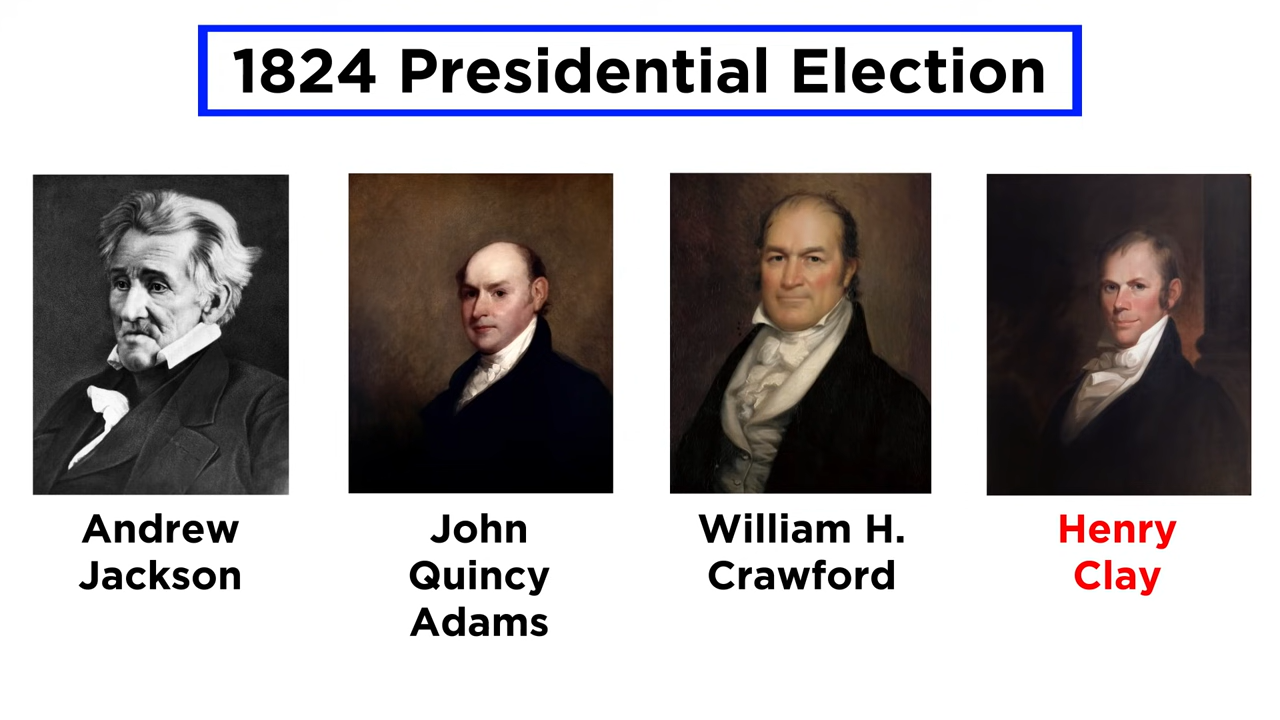 1824 Presidential Election
Andrew
Jackson
John
Quincy
Adams
William H.
Crawford
Henry
Clay